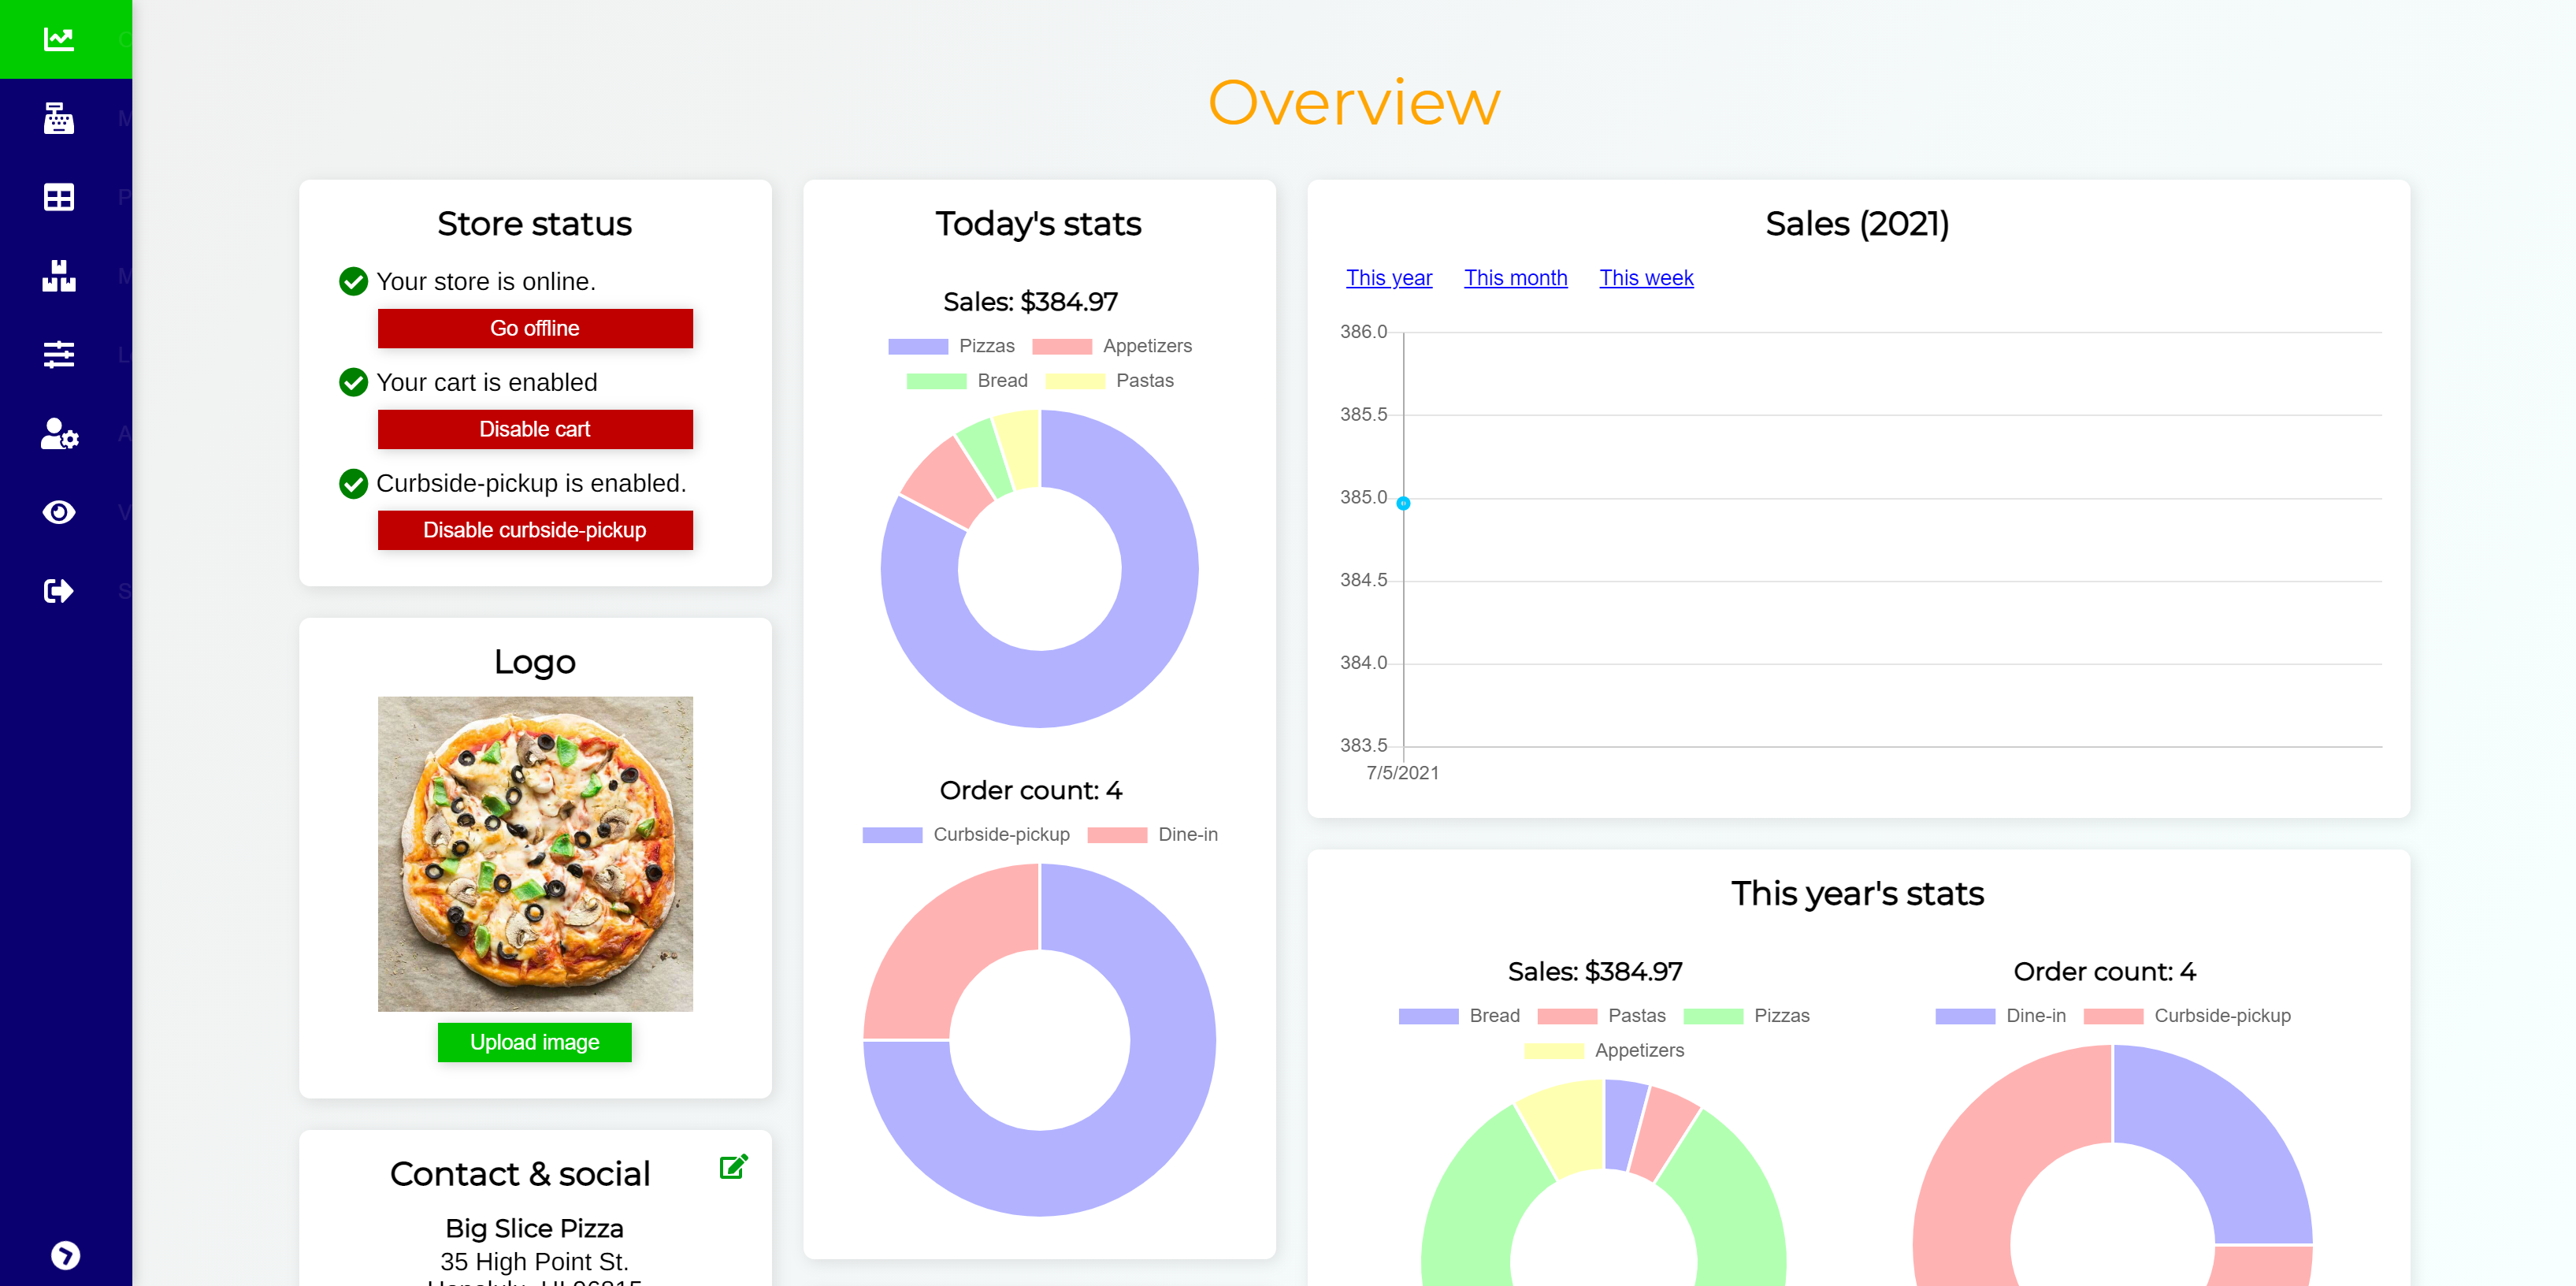 Overview
Store status
Your store is online.
Go offline
Your cart is enabled
Disable cart
Curbside-pickup is enabled.
Disable curbside-pickup
Logo
Upload image
Contact & social
Big Slice Pizza
35 High Point St.
Honolulu, HI 96815
Today's stats
Sales: $384.97
Pizzas Appetizers
Bread Pastas
Order count: 4
Curbside-pickup Dine-in
Sales (2021)
This year This month This week
386.0
385.5
385.0
384.5
384.0
383.5
7/5/2021
This year's stats
Sales: $384.97
Bread Pastas Pizzas
Appetizers
Order count: 4
Dine-in Curbside-pickup